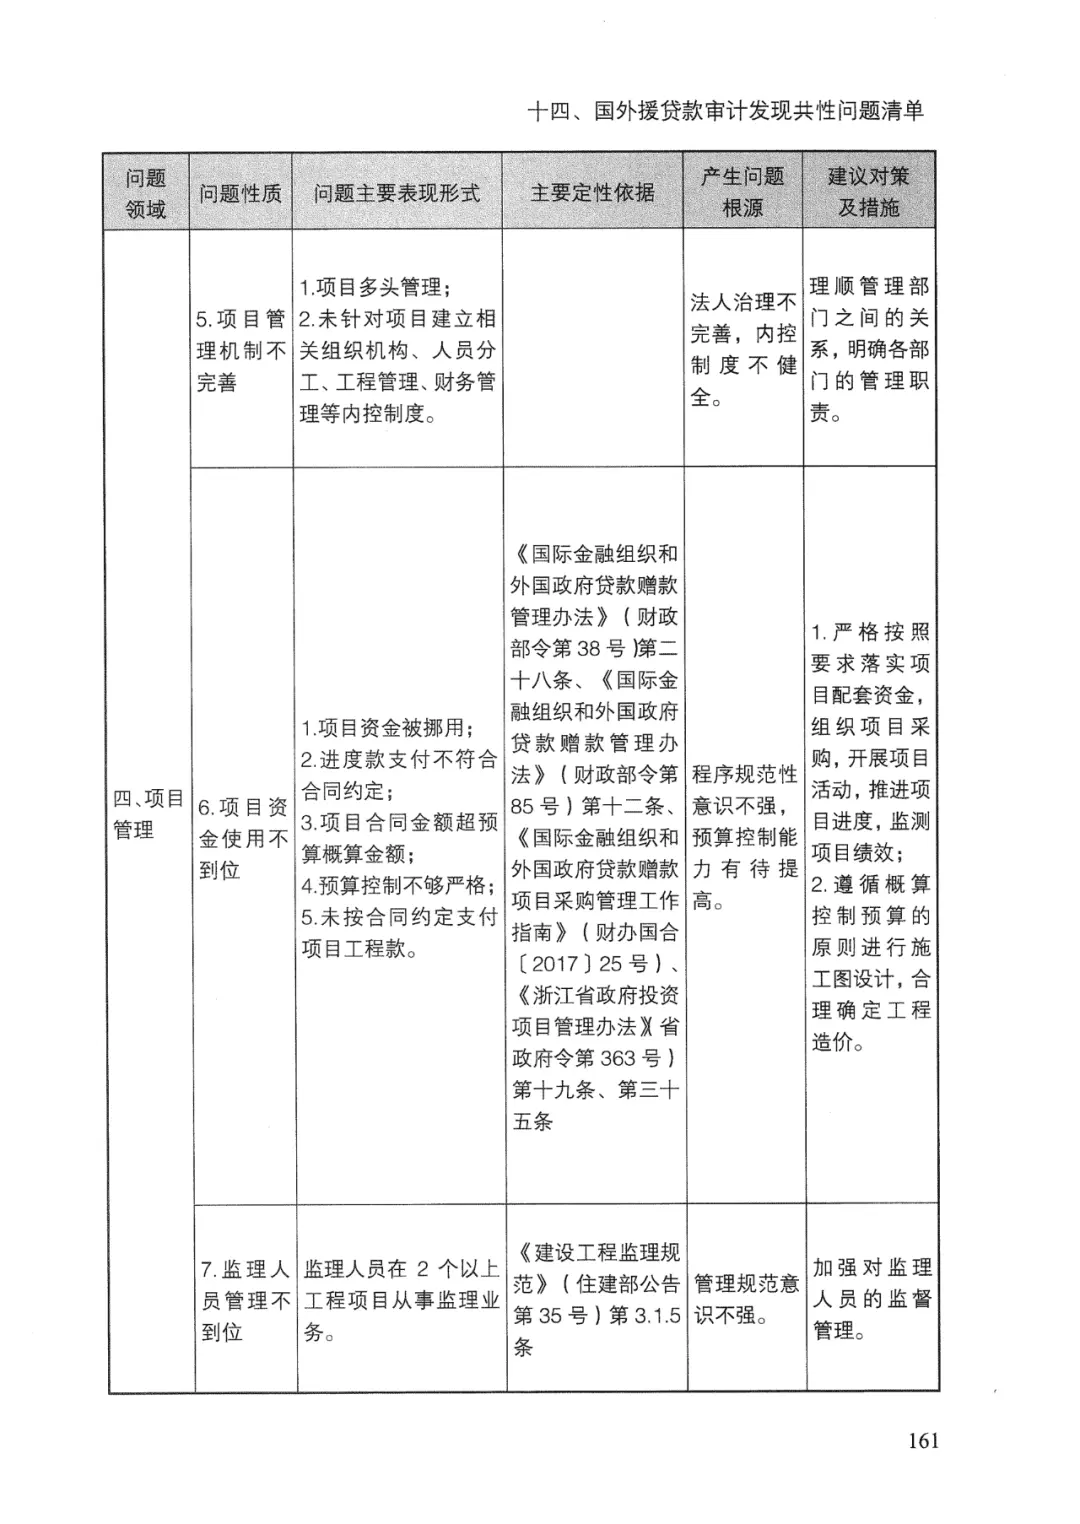 十四、国外援贷款审计发现共性问题清单
问题
领域
问题性质
问题主要表现形式
主要定性依据
产生问题
根源
建议对策
及措施
四、项目
管理
5.项目管
理机制不
完善
1.项目多头管理；
2.未针对项目建立相
关组织机构、人员分
工、工程管理、财务管
理等内控制度。
法人治理不
完善，内控
制度不健
全。
理顺管理部
门之间的关
系，明确各部
门的管理职
责。
6.项目资
金使用不
到位
1.项目资金被挪用；
2.进度款支付不符合
合同约定；
3.项目合同金额超预
算概算金额；
4.预算控制不够严格；
5.未按合同约定支付
项目工程款。
《国际金融组织和
外国政府贷款赠款
管理办法》（财政
部令第38号）第二
十八条、《国际金
融组织和外国政府
贷款赠款管理办
法》（财政部令第
85号）第十二条、
《国际金融组织和
外国政府贷款赠款
项目采购管理工作
指南》（财办国合
〔2017〕25号）、
《浙江省政府投资
项目管理办法》（省
政府令第363号）
第十九条、第三十
五条
程序规范性
意识不强，
预算控制能
力有待提
高。
1.严格按照
要求落实项
目配套资金，
组织项目采
购，开展项目
活动，推进项
目进度，监测
项目绩效；
2.遵循概算
控制预算的
原则进行施
工图设计，合
理确定工程
造价。
7.监理人
员管理不
到位
监理人员在2个以上
工程项目从事监理业
务。
《建设工程监理规
范》（住建部公告
第35号）第3.1.5
条
管理规范意
识不强。
加强对监理
人员的监督
管理。
161